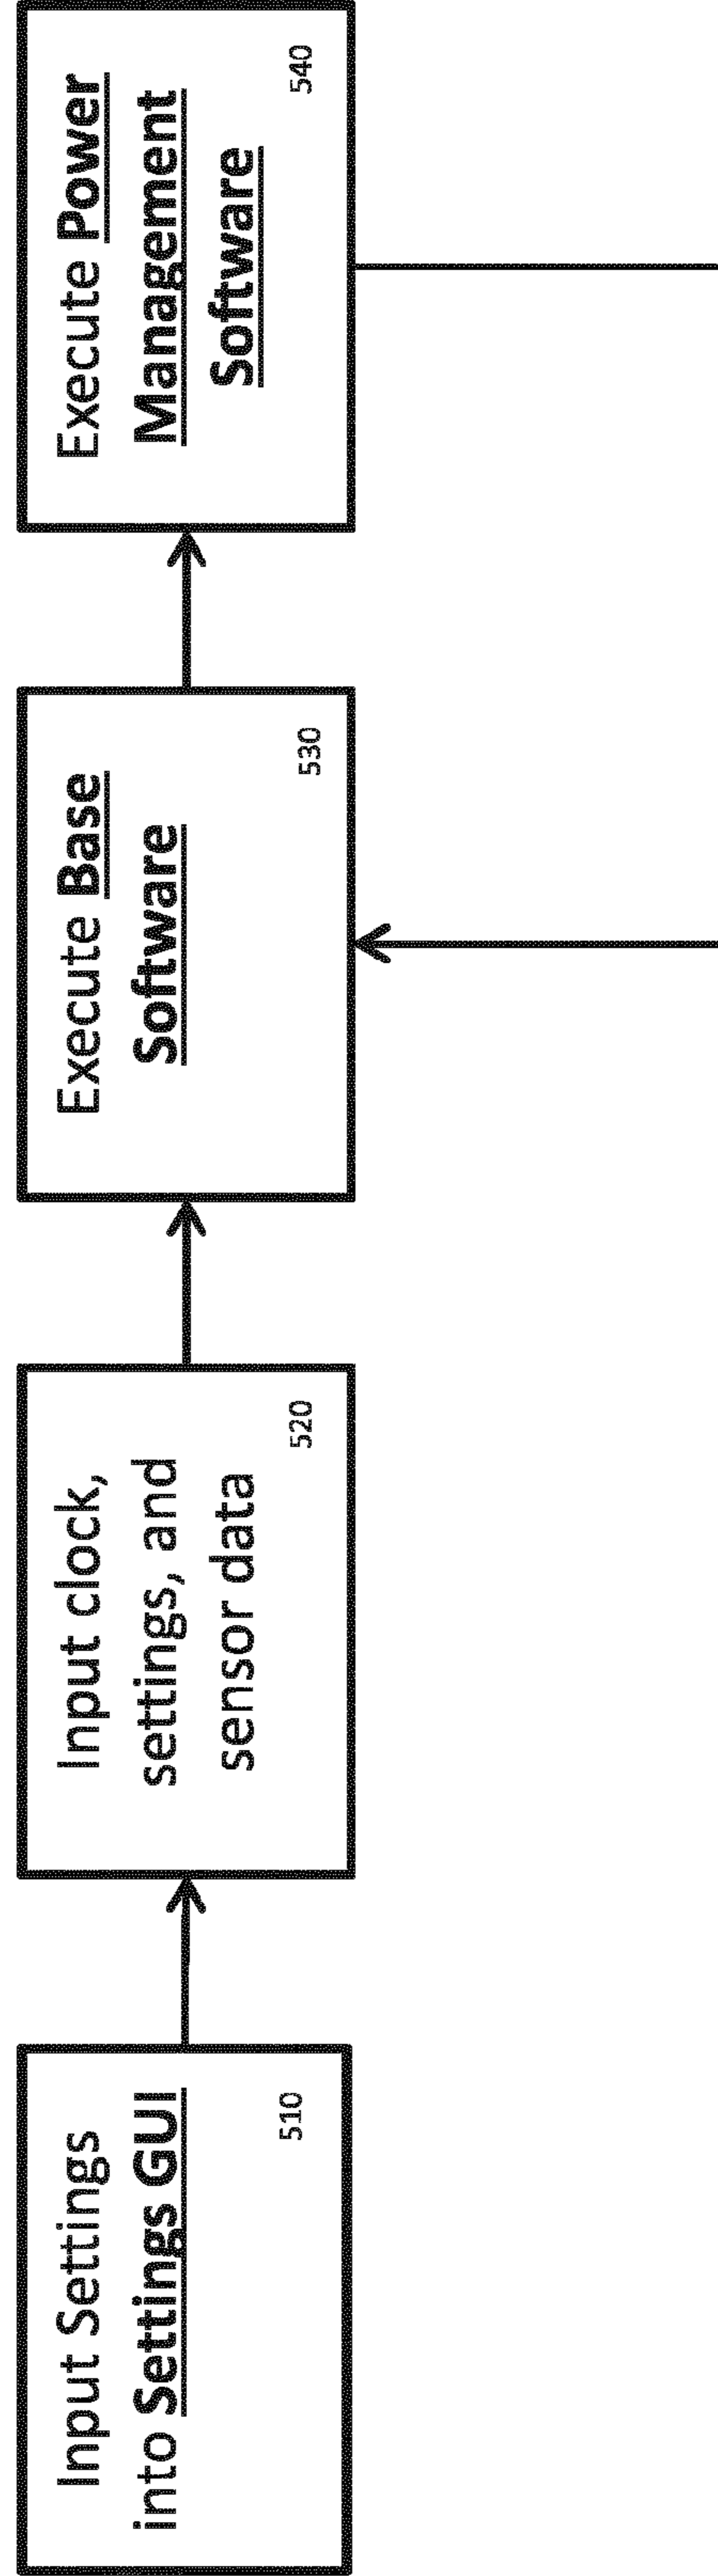 Input Settings
into Settings GUI
510
Input clock,
settings, and
sensor data
520
Execute Base
Software
530
Execute Power
Management
Software
540